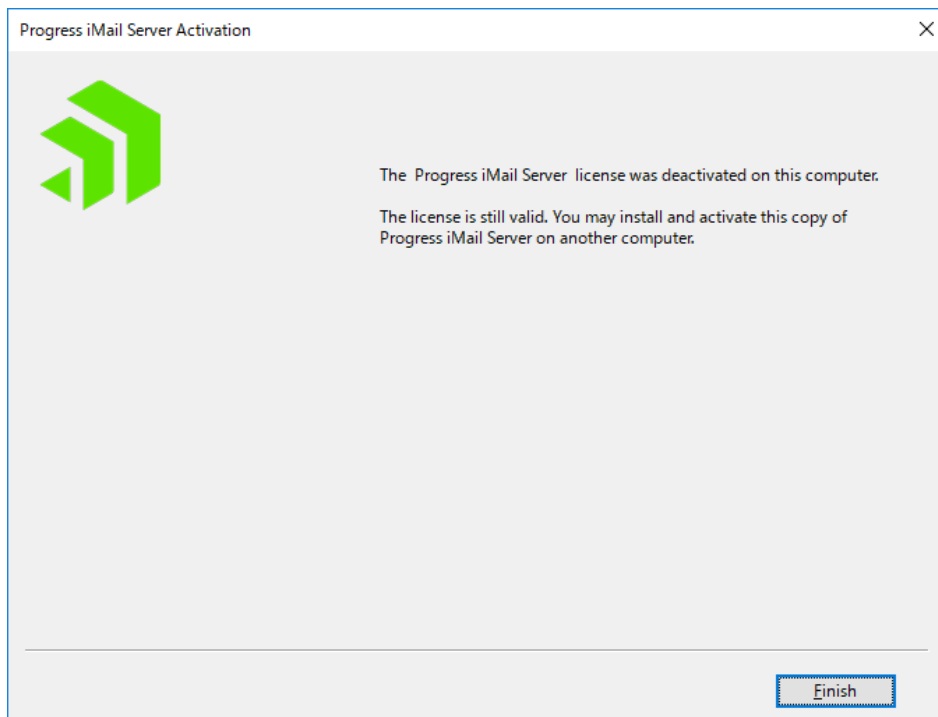 Progress iMail Server Activation
The  Progress iMail Server  license was deactivated on this computer.
The license is still valid. You may install and activate this copy of
Progress iMail Server on another computer.
Finish